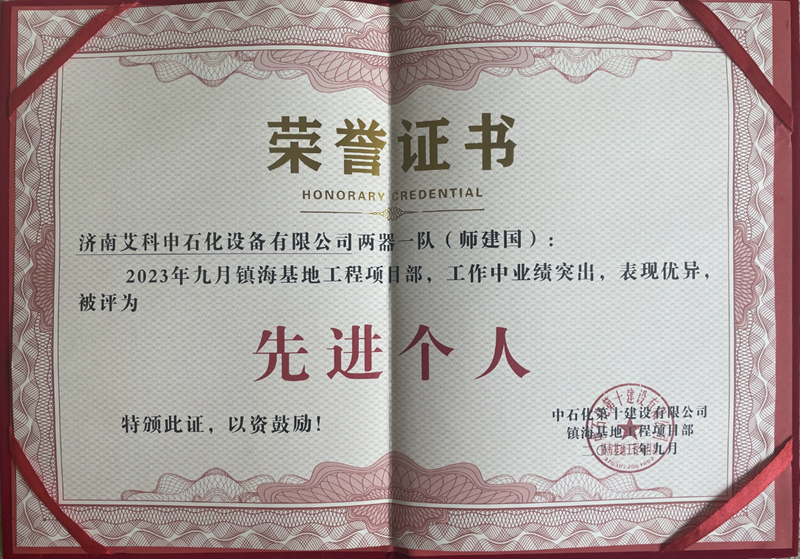 荣誉证书
HONORARY CREDENTIAL
济南艾科申石化设备有限公司两器一队（师建国）：
2023年九月镇海基地工程项目部，工作中业绩突出，表现优异，
被评为
先进个人
特颁此证，以资鼓励！
中石化第十建设有限公司
镇海基地工程项目部
年九月